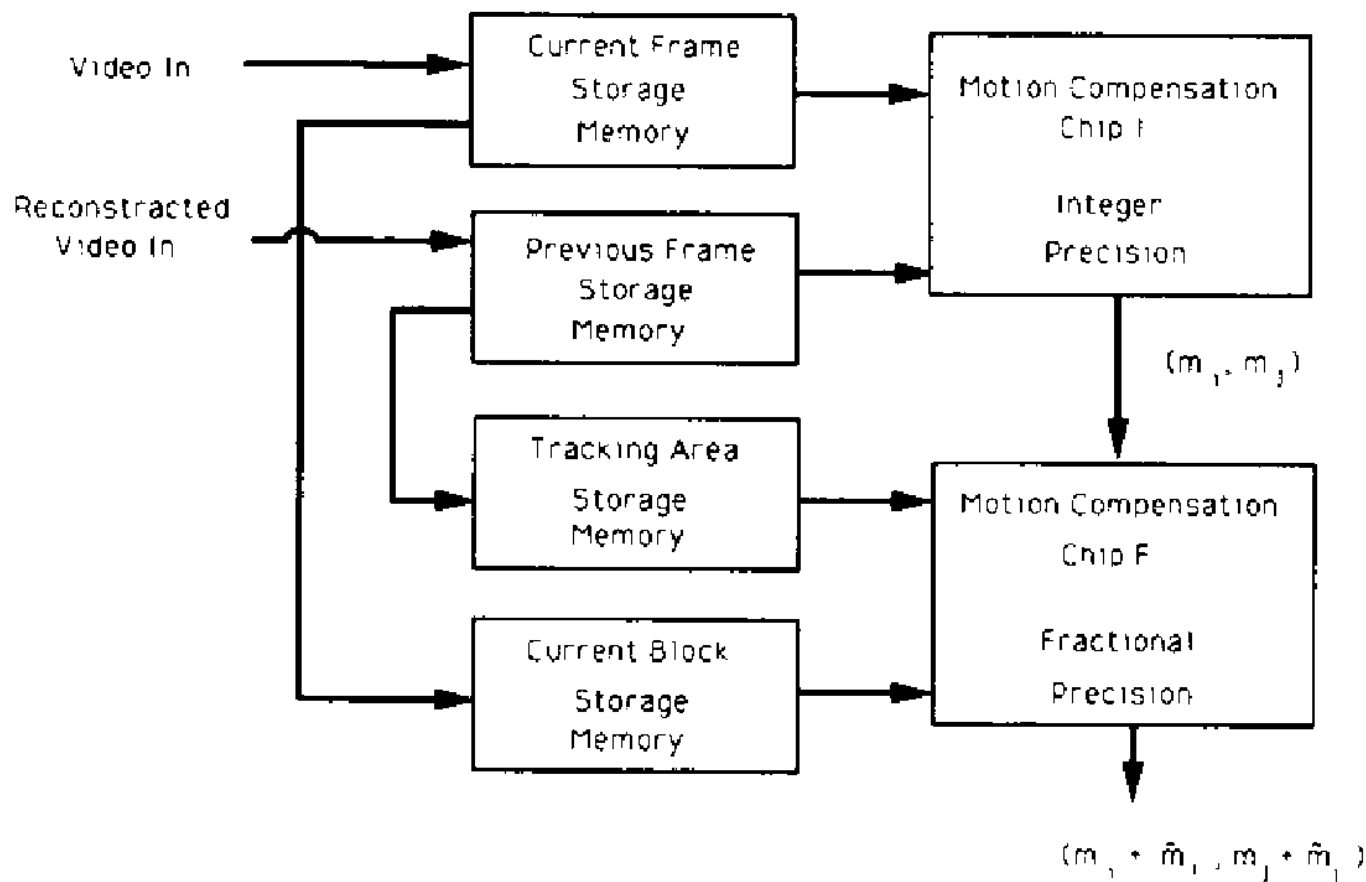 Video In
Current Frame
Storage
Memory
Motion Compensation
Chip I
Integer
Precision
Reconstracted
Video In
Previous Frame
Storage
Memory
(m i, m j)
Tracking Area
Storage
Memory
Motion Compensation
Chip F
Fractional
Precision
Current Block
Storage
Memory
(m i + m̃ i, m j + m̃ j)